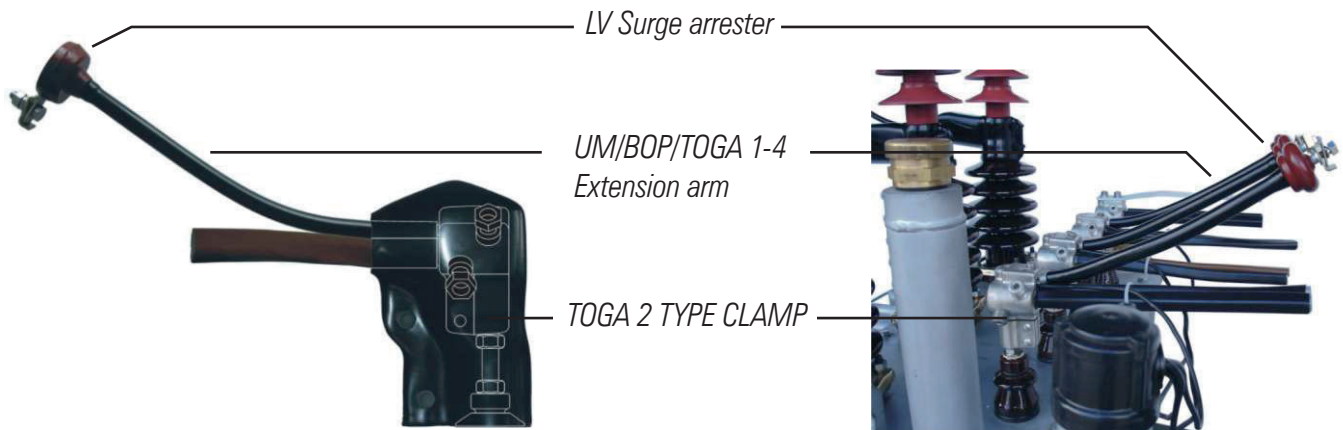 LV Surge arrester
UM/BOP/TOGA 1-4
Extension arm
TOGA 2 TYPE CLAMP